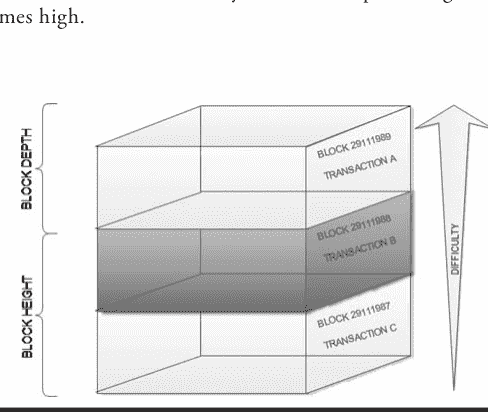 mes high.
BLOCK DEPTH
BLOCK 29111989
TRANSACTION A
BLOCK 29111988
TRANSACTION B
DIFFICULTY
BLOCK HEIGHT
BLOCK 29111987
TRANSACTION C